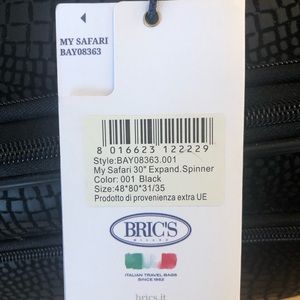 MY SAFARI
BAY08363
8 016623 122229
Style:BAY08363.001
My Safari 30" Expand.Spinner
Color: 001 Black
Size:48*80*31/35
Prodotto di provenienza extra UE
BRIC'S
MILANO
ITALIAN TRAVEL BAGS
SINCE 1952
brics.it